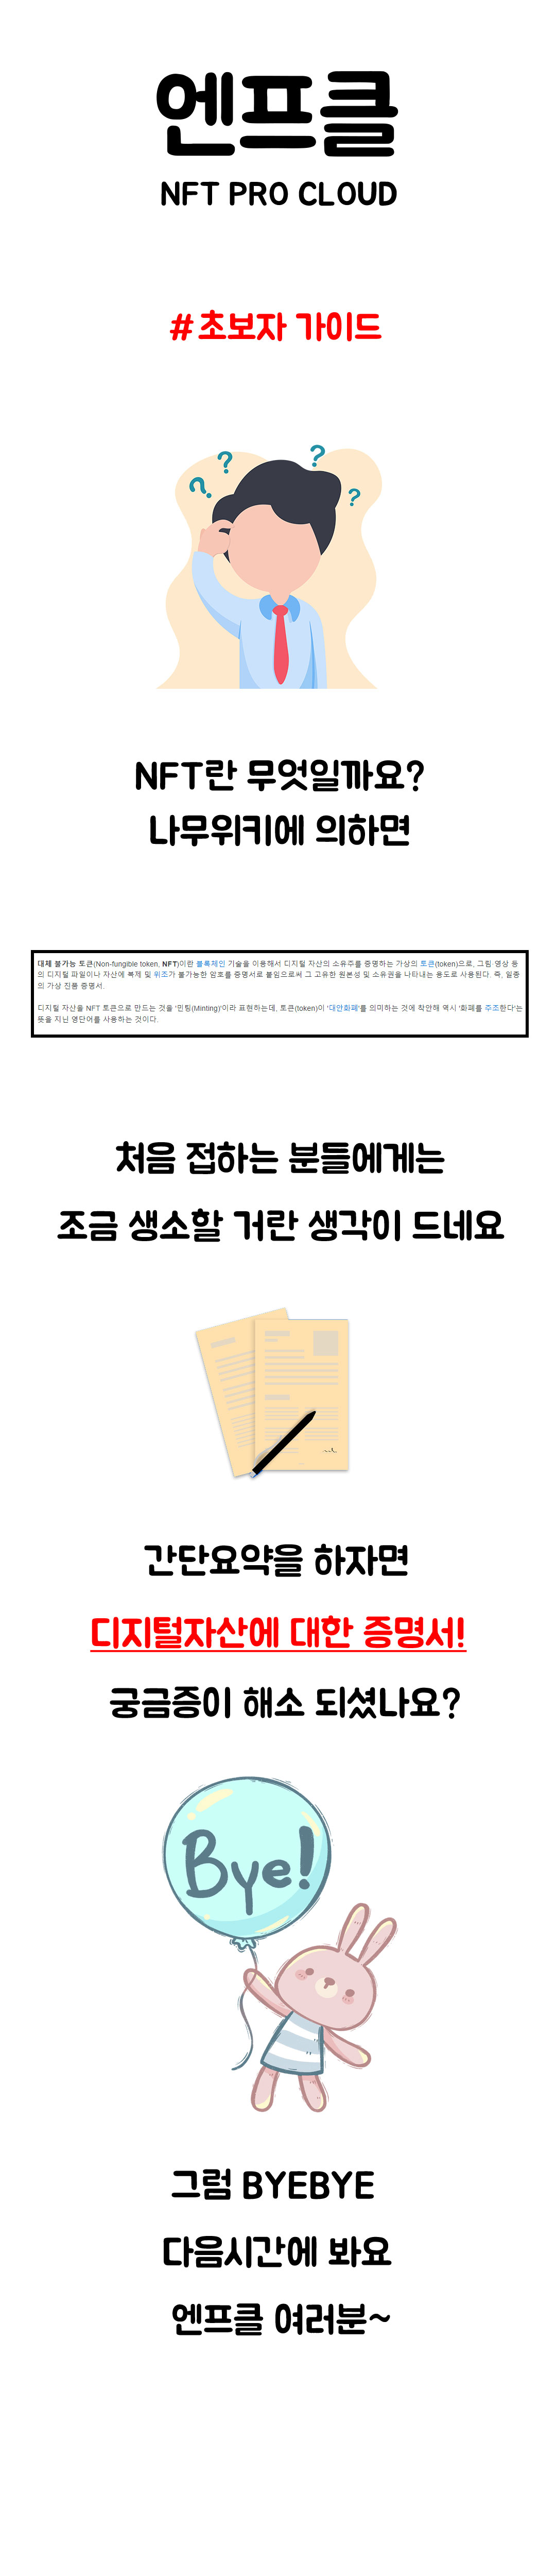 엔프클
NFT PRO CLOUD
# 초보자 가이드
? ? ? ?
NFT란 무엇일까요?
나무위키에 의하면
대체 불가능 토큰(Non-fungible token, NFT)이란 블록체인 기술을 이용해서 디지털 자산의 소유주를 증명하는 가상의 토큰(token)으로, 그림·영상 등
의 디지털 파일이나 자산에 복제 및 위조가 불가능한 암호를 증명서로 붙임으로써 그 고유한 원본성 및 소유권을 나타내는 용도로 사용된다. 즉, 일종
의 가상 진품 증명서.
디지털 자산을 NFT 토큰으로 만드는 것을 '민팅(Minting)'이라 표현하는데, 토큰(token)이 '대안화폐'를 의미하는 것에 착안해 역시 '화폐를 주조한다'는
뜻을 지닌 영단어를 사용하는 것이다.
처음 접하는 분들에게는
조금 생소할 거란 생각이 드네요
간단요약을 하자면
디지털자산에 대한 증명서!
궁금증이 해소 되셨나요?
Bye!
그럼 BYEBYE
다음시간에 봐요
엔프클 여러분~